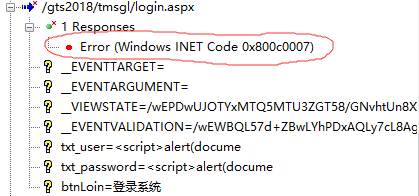 /gts2018/tmsgl/login.aspx
1 Responses
Error (Windows INET Code 0x800c0007)
__EVENTTARGET=
__EVENTARGUMENT=
__VIEWSTATE=/wEPDwUJOTYxMTQ5MTU3ZGT58/GNvhtUn8X
__EVENTVALIDATION=/wEWBQL57d+ZBwLYhPDxAQLy7cL8Ag
txt_user=<script>alert(docume
txt_password=<script>alert(docume
btnLoin=登录系统